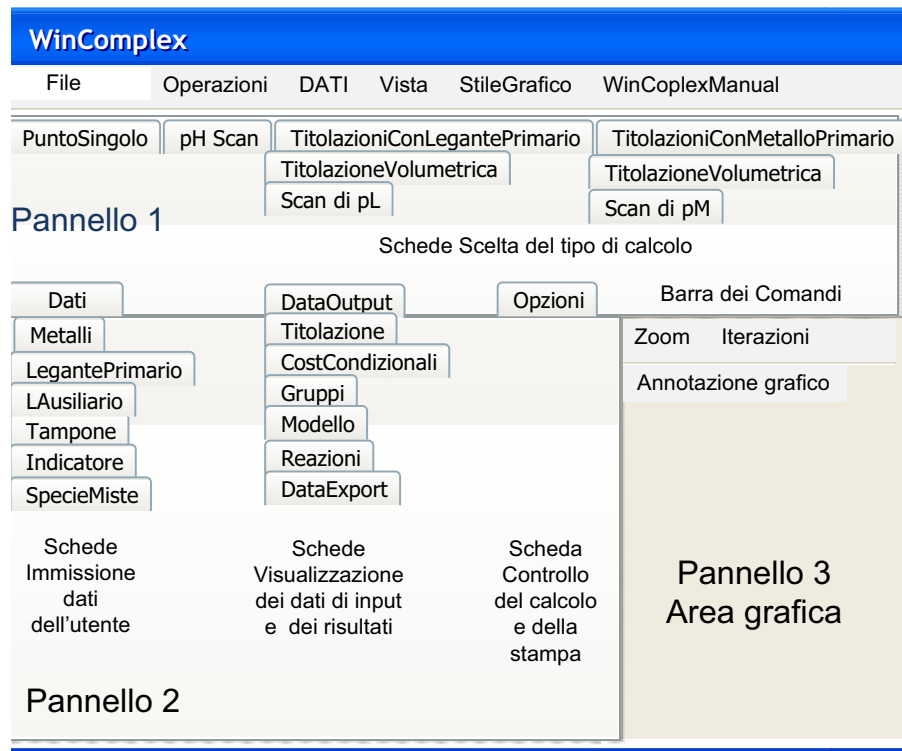 WinComplex
File Operazioni DATI Vista StileGrafico WinCoplexManual
PuntoSingolo pH Scan TitolazioniConLegantePrimario TitolazioniConMetalloPrimario
TitolazioneVolumetrica TitolazioneVolumetrica
Scan di pL Scan di pM
Pannello 1
Schede Scelta del tipo di calcolo
Dati DataOutput Opzioni Barra dei Comandi
Metalli
LegantePrimario
LAusiliario
Tampone
Indicatore
SpecieMiste
Titolazione
CostCondizionali
Gruppi
Modello
Reazioni
DataExport
Zoom Iterazioni
Annotazione grafico
Schede
Immissione
dati
dell'utente
Schede
Visualizzazione
dei dati di input
e dei risultati
Scheda
Controllo
del calcolo
e della
stampa
Pannello 3
Area grafica
Pannello 2